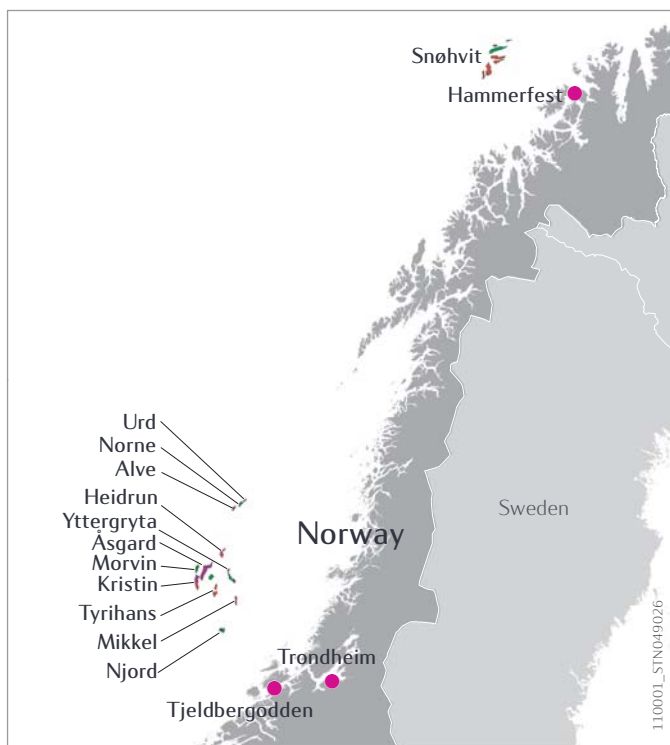 Snøhvit
Hammerfest
Urd
Norne
Alve
Heidrun
Yttergryta
Åsgard
Morvin
Kristin
Tyrihans
Mikkel
Njord
Norway
Sweden
Trondheim
Tjeldbergodden
110001_STN049026